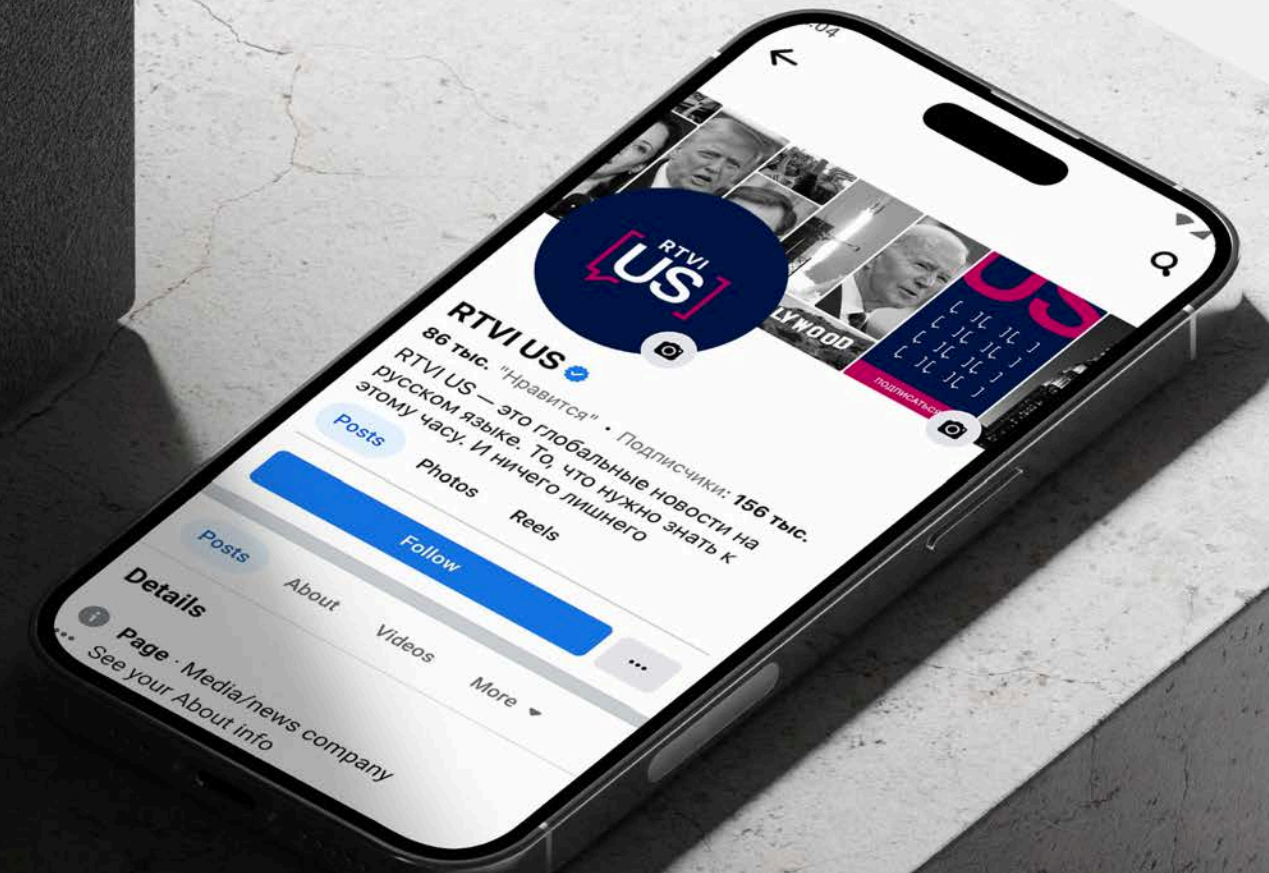 :04
RTVI
US
LYWOOD
US
ПОДПИСАТЬСЯ
RTVI US
86 тыс. "Нравится" • Подписчики: 156 тыс.
RTVI US — это глобальные новости на
русском языке. То, что нужно знать к
этому часу. И ничего лишнего
Posts Photos Reels
Follow
Posts About Videos More
Details
Page · Media/news company
See your About info